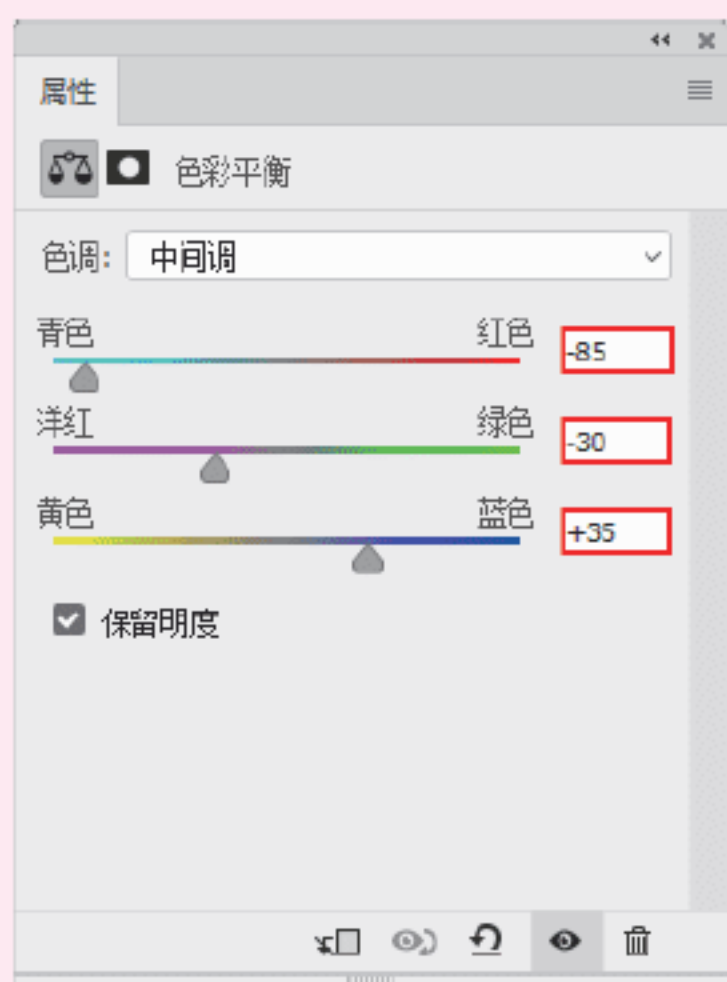 属性
色彩平衡
色调: 中间调
青色 红色 -85
洋红 绿色 -30
黄色 蓝色 +35
保留明度